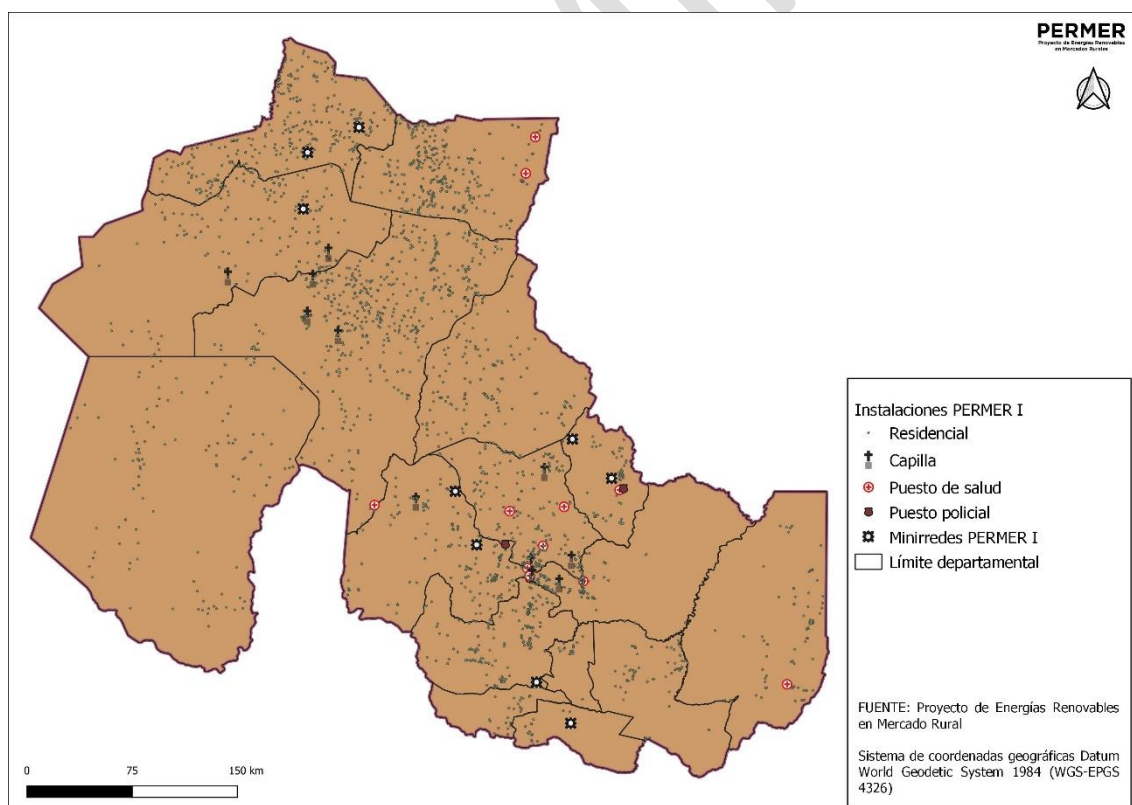 PERMER
Proyecto de Energías Renovables
en Mercados Rurales
Instalaciones PERMER I
Residencial
Capilla
Puesto de salud
Puesto policial
Minirredes PERMER I
Límite departamental
FUENTE: Proyecto de Energías Renovables
en Mercado Rural
Sistema de coordenadas geográficas Datum
World Geodetic System 1984 (WGS-EPGS
4326)
0 75 150 km